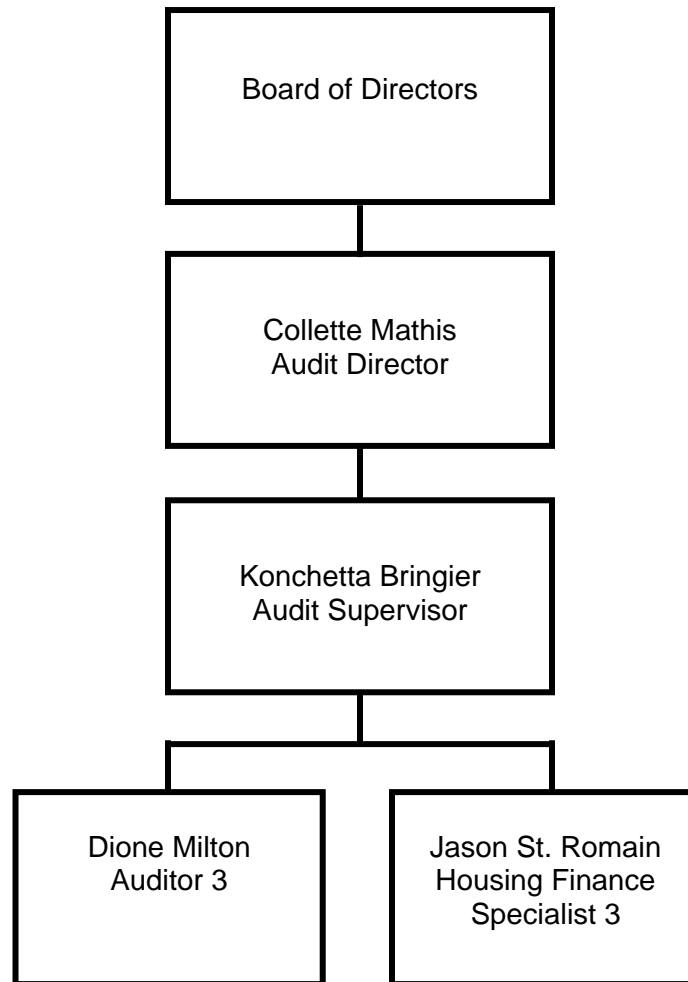 Board of Directors
Collette Mathis
Audit Director
Konchetta Bringier
Audit Supervisor
Dione Milton
Auditor 3
Jason St. Romain
Housing Finance
Specialist 3